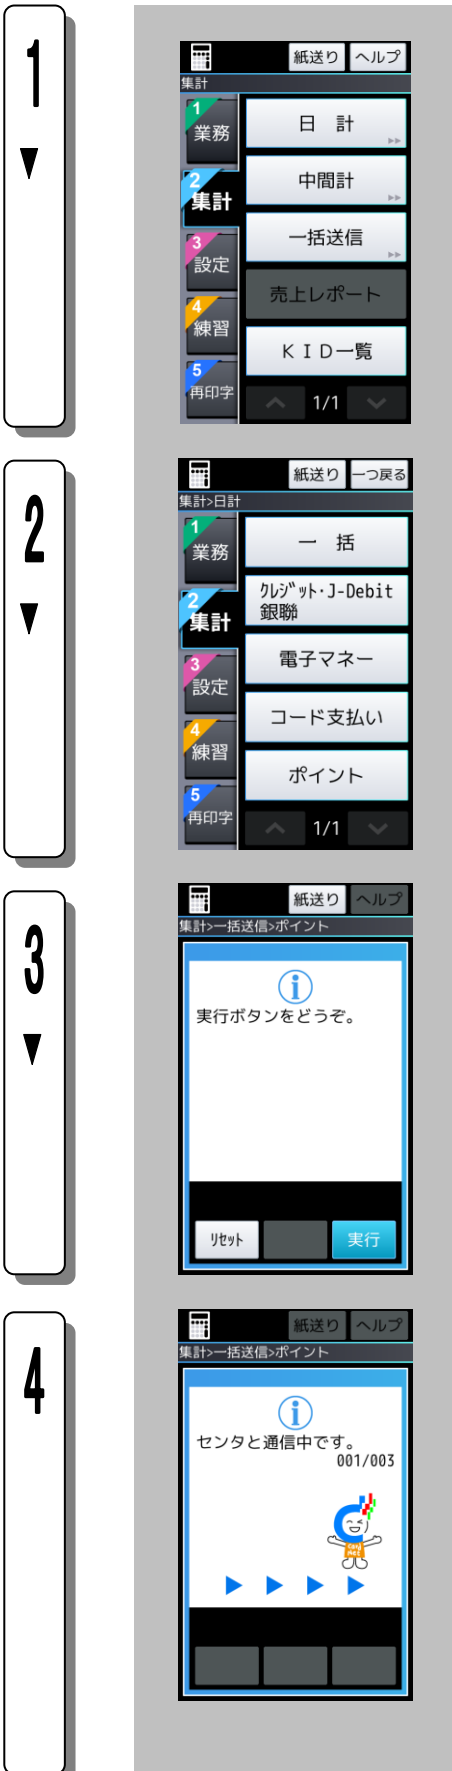 1
紙送り ヘルプ
集計
1
業務
日 計
2
集計
中間計
3
設定
一括送信
4
練習
売上レポート
5
再印字
ＫＩＤ一覧
1/1
2
紙送り 一つ戻る
集計>日計
1
業務
一 括
2
集計
ｸﾚｼﾞｯﾄ･J-Debit
銀聯
3
設定
電子マネー
4
練習
コード支払い
5
再印字
ポイント
1/1
3
紙送り ヘルプ
集計>一括送信>ポイント
実行ボタンをどうぞ。
ﾘｾｯﾄ 実行
4
紙送り ヘルプ
集計>一括送信>ポイント
センタと通信中です。
001/003
Card
Net